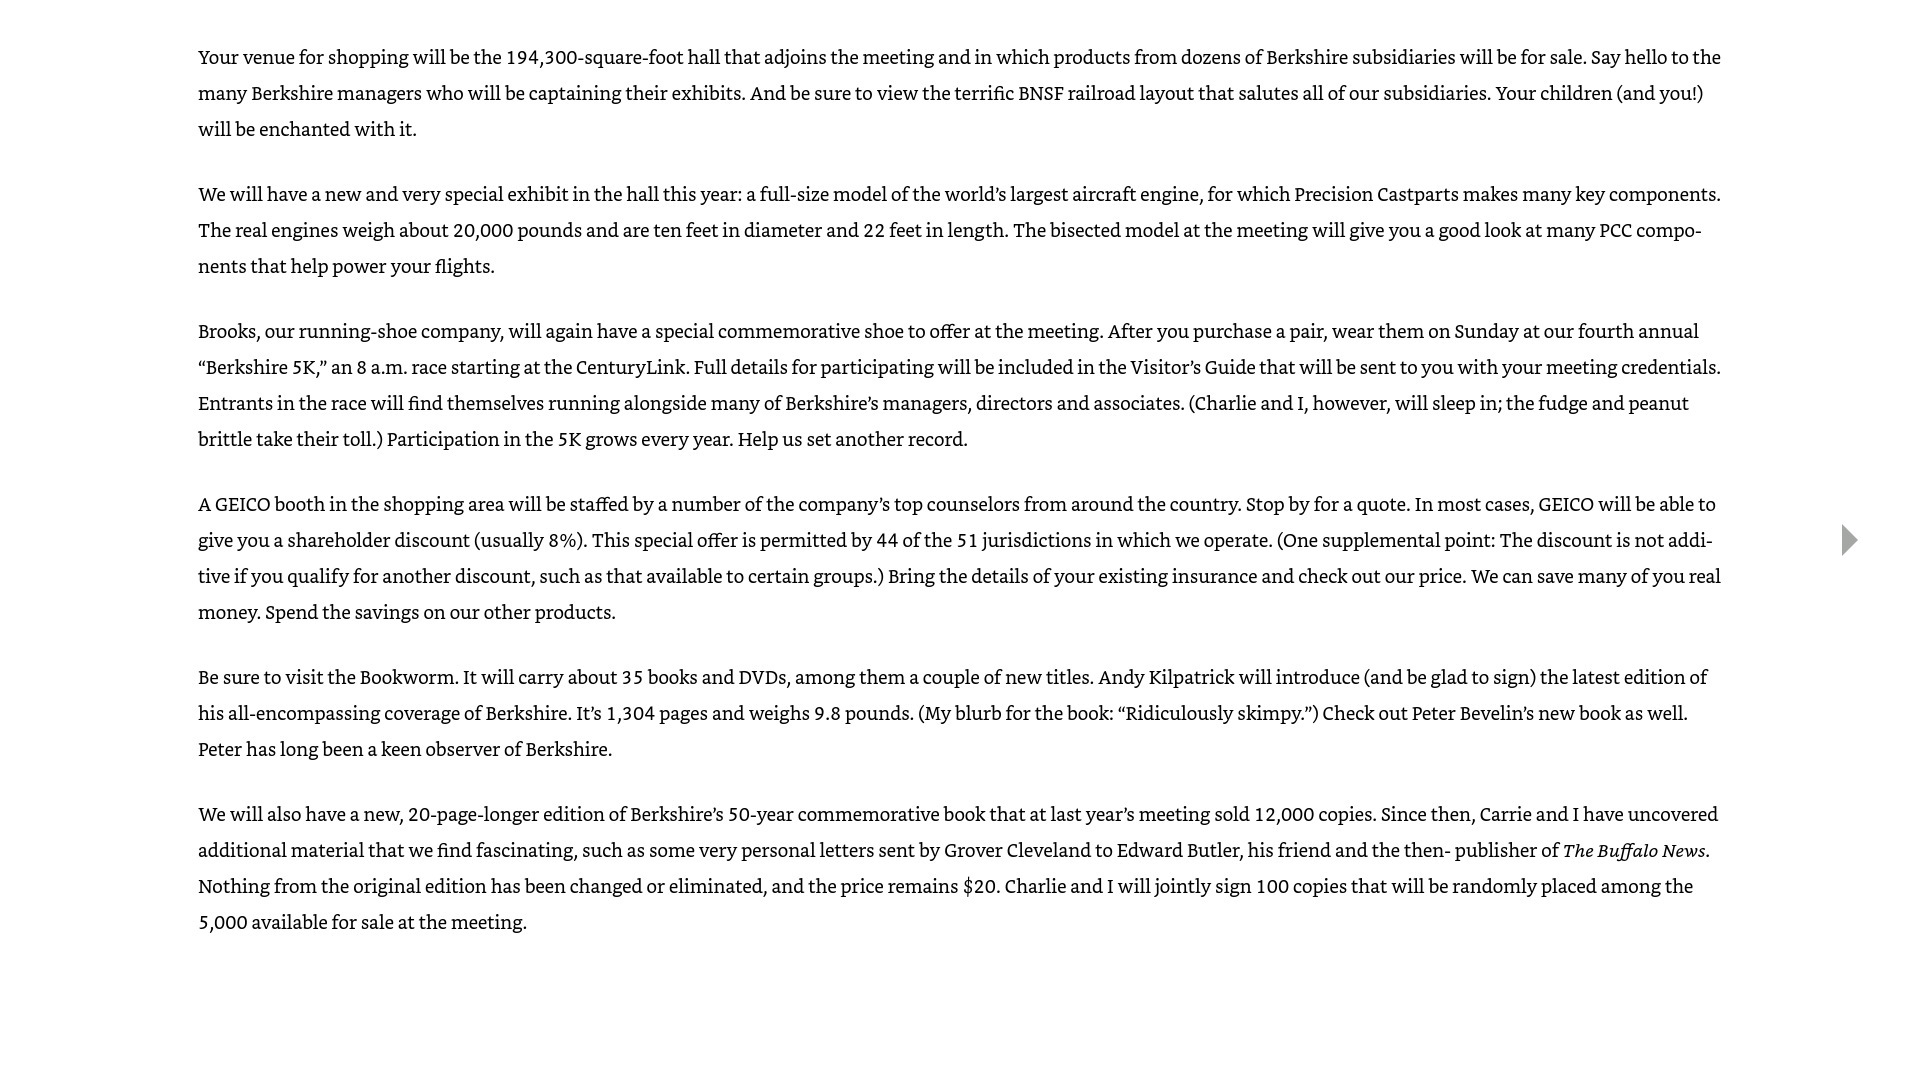 Your venue for shopping will be the 194,300-square-foot hall that adjoins the meeting and in which products from dozens of Berkshire subsidiaries will be for sale. Say hello to the
many Berkshire managers who will be captaining their exhibits. And be sure to view the terrific BNSF railroad layout that salutes all of our subsidiaries. Your children (and you!)
will be enchanted with it.
We will have a new and very special exhibit in the hall this year: a full-size model of the world’s largest aircraft engine, for which Precision Castparts makes many key components.
The real engines weigh about 20,000 pounds and are ten feet in diameter and 22 feet in length. The bisected model at the meeting will give you a good look at many PCC compo-
nents that help power your flights.
Brooks, our running-shoe company, will again have a special commemorative shoe to offer at the meeting. After you purchase a pair, wear them on Sunday at our fourth annual
“Berkshire 5K,” an 8 a.m. race starting at the CenturyLink. Full details for participating will be included in the Visitor’s Guide that will be sent to you with your meeting credentials.
Entrants in the race will find themselves running alongside many of Berkshire’s managers, directors and associates. (Charlie and I, however, will sleep in; the fudge and peanut
brittle take their toll.) Participation in the 5K grows every year. Help us set another record.
A GEICO booth in the shopping area will be staffed by a number of the company’s top counselors from around the country. Stop by for a quote. In most cases, GEICO will be able to
give you a shareholder discount (usually 8%). This special offer is permitted by 44 of the 51 jurisdictions in which we operate. (One supplemental point: The discount is not addi-
tive if you qualify for another discount, such as that available to certain groups.) Bring the details of your existing insurance and check out our price. We can save many of you real
money. Spend the savings on our other products.
Be sure to visit the Bookworm. It will carry about 35 books and DVDs, among them a couple of new titles. Andy Kilpatrick will introduce (and be glad to sign) the latest edition of
his all-encompassing coverage of Berkshire. It’s 1,304 pages and weighs 9.8 pounds. (My blurb for the book: “Ridiculously skimpy.”) Check out Peter Bevelin’s new book as well.
Peter has long been a keen observer of Berkshire.
We will also have a new, 20-page-longer edition of Berkshire’s 50-year commemorative book that at last year’s meeting sold 12,000 copies. Since then, Carrie and I have uncovered
additional material that we find fascinating, such as some very personal letters sent by Grover Cleveland to Edward Butler, his friend and the then- publisher of The Buffalo News.
Nothing from the original edition has been changed or eliminated, and the price remains $20. Charlie and I will jointly sign 100 copies that will be randomly placed among the
5,000 available for sale at the meeting.